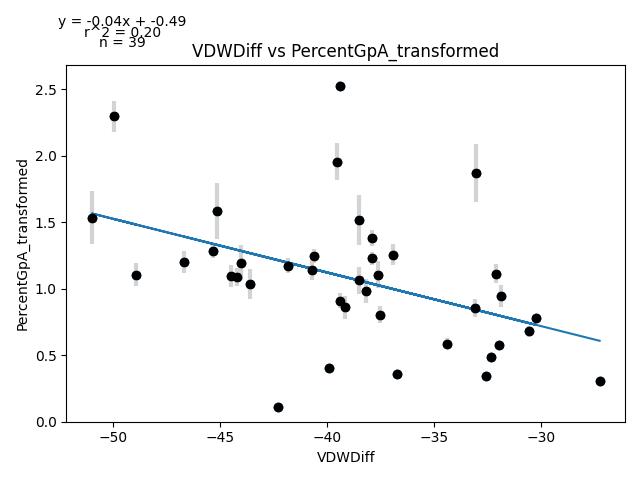 y = -0.04x + -0.49
r^2 = 0.20
n = 39
VDWDiff vs PercentGpA_transformed
PercentGpA_transformed
2.5
2.0
1.5
1.0
0.5
0.0
−50
−45
−40
−35
−30
VDWDiff